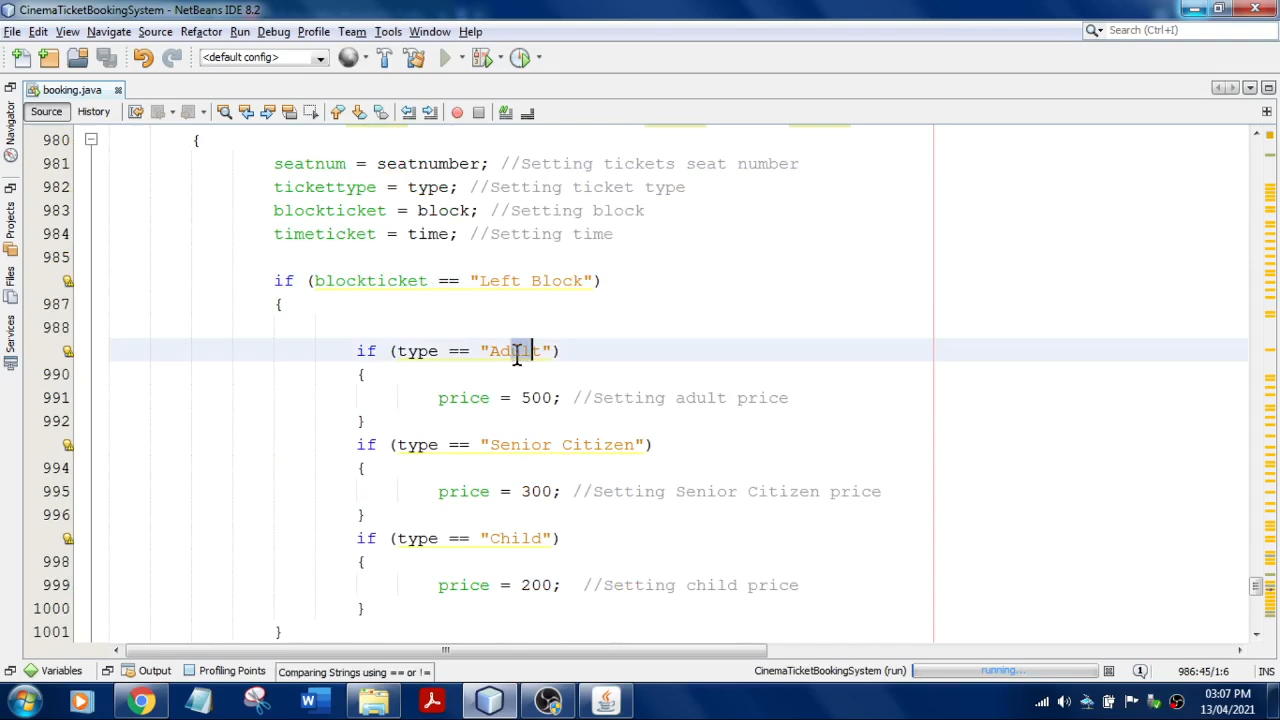 CinemaTicketBookingSystem - NetBeans IDE 8.2
File Edit View Navigate Source Refactor Run Debug Profile Team Tools Window Help
Search (Ctrl+I)
<default config>
booking.java
Source History
Navigator
Projects
Files
Services
980 {
981 seatnum = seatnumber; //Setting tickets seat number
982 tickettype = type; //Setting ticket type
983 blockticket = block; //Setting block
984 timeticket = time; //Setting time
985
if (blockticket == "Left Block")
987 {
988
if (type == "Adult")
990 {
991 price = 500; //Setting adult price
992 }
if (type == "Senior Citizen")
994 {
995 price = 300; //Setting Senior Citizen price
996 }
if (type == "Child")
998 {
999 price = 200; //Setting child price
1000 }
1001 }
Variables Output Profiling Points Comparing Strings using == or != CinemaTicketBookingSystem (run) running... 986:45/1:6 INS
03:07 PM
13/04/2021